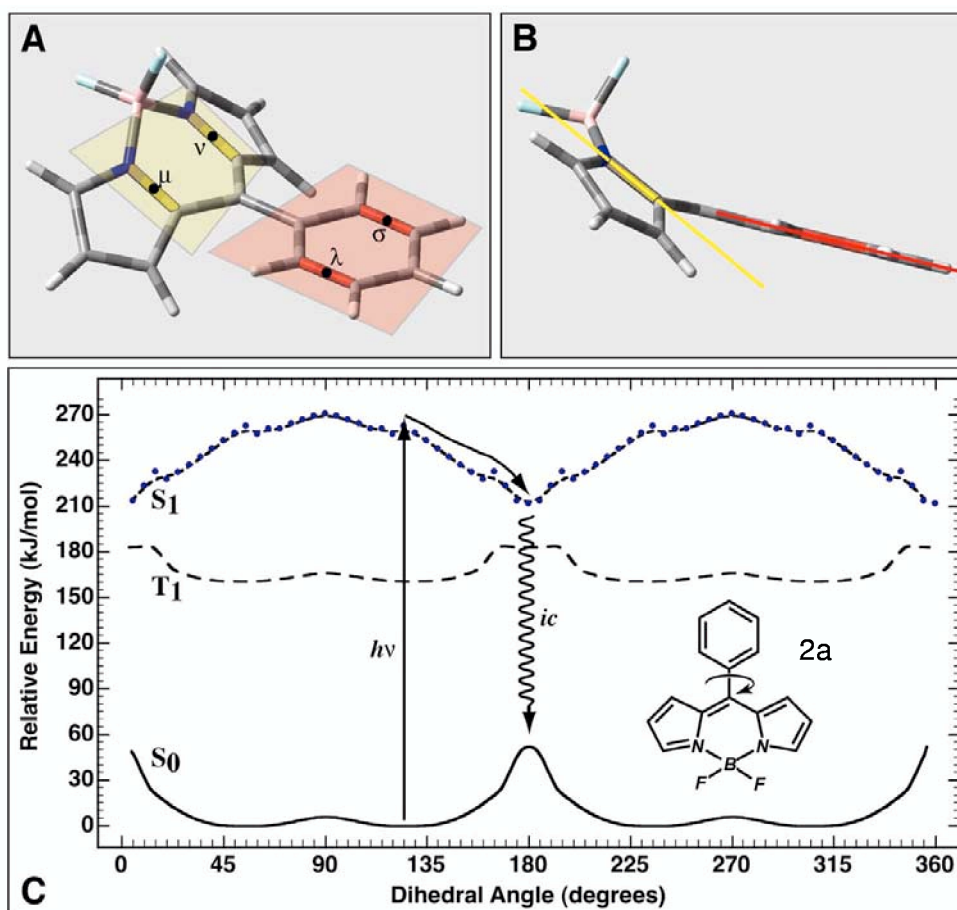 A
B
ν
μ
σ
λ
Relative Energy (kJ/mol)
270
240
210
180
150
120
90
60
30
0
S1
T1
S0
hν
ic
2a
N
N
B
F
F
0 45 90 135 180 225 270 315 360
C
Dihedral Angle (degrees)